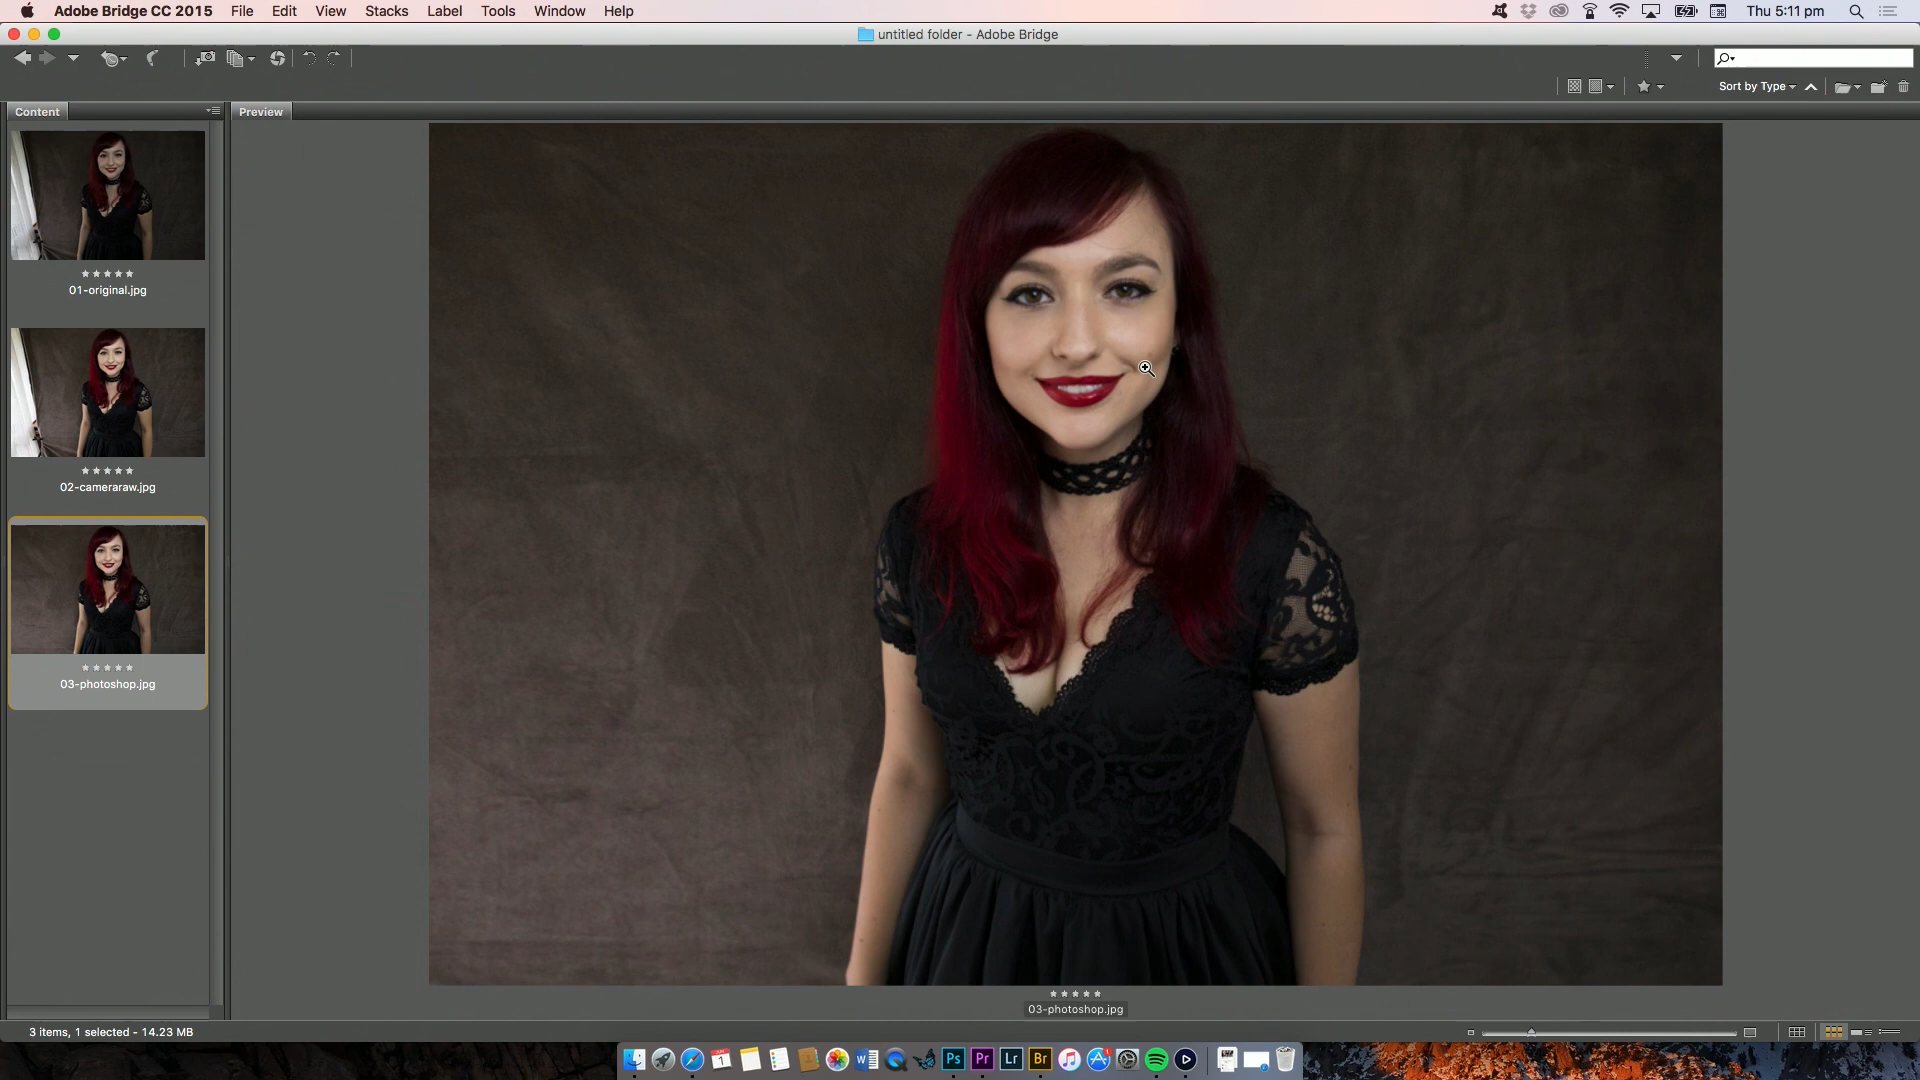 Adobe Bridge CC 2015 File Edit View Stacks Label Tools Window Help Thu 5:11 pm
untitled folder - Adobe Bridge
Sort by Type
Content
Preview
01-original.jpg
02-cameraraw.jpg
03-photoshop.jpg
03-photoshop.jpg
3 items, 1 selected - 14.23 MB
1 Ps Pr Lr Br